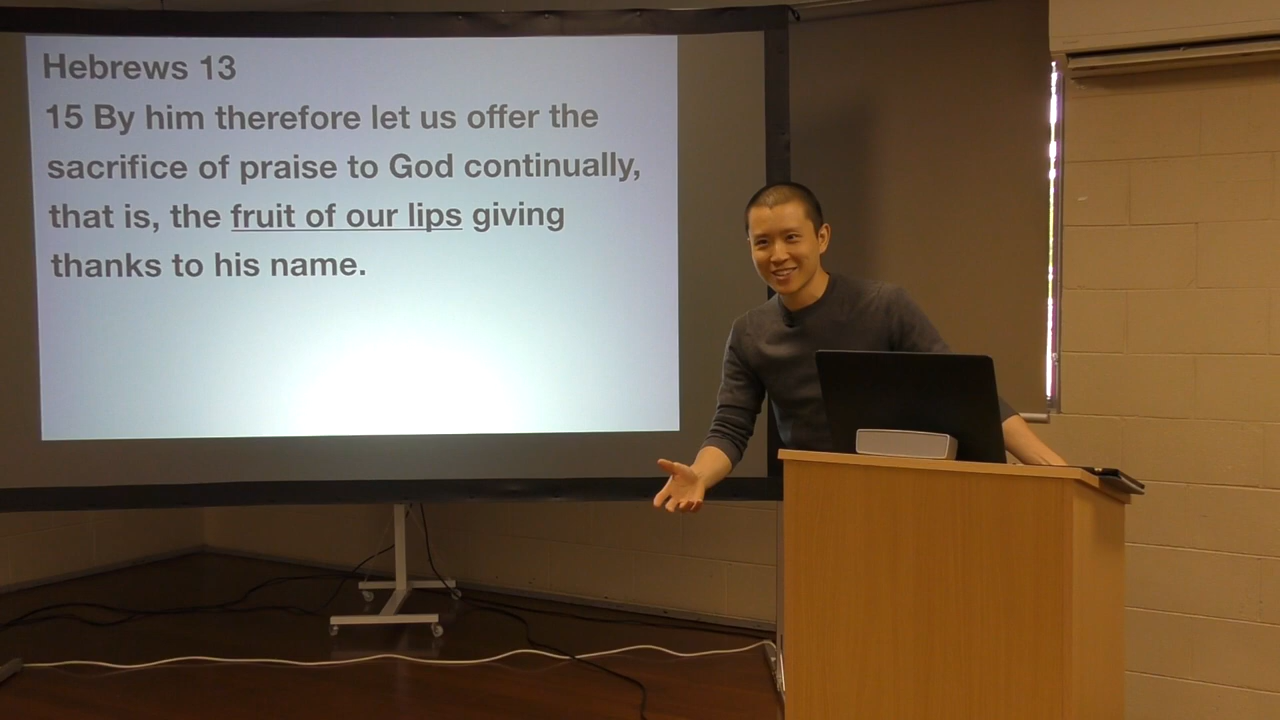 Hebrews 13
15 By him therefore let us offer the
sacrifice of praise to God continually,
that is, the fruit of our lips giving
thanks to his name.